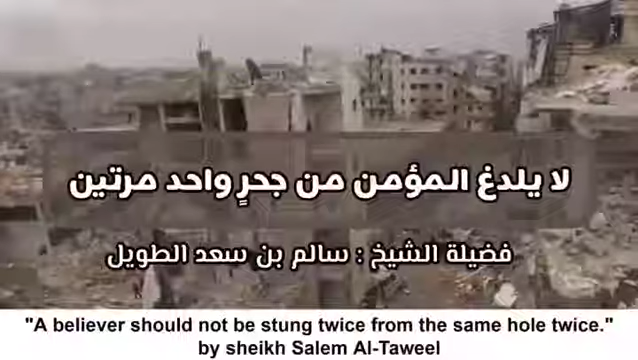 لا يلدغ المؤمن من جحرٍ واحد مرتين
فضيلة الشيخ : سالم بن سعد الطويل
"A believer should not be stung twice from the same hole twice."
by sheikh Salem Al-Taweel